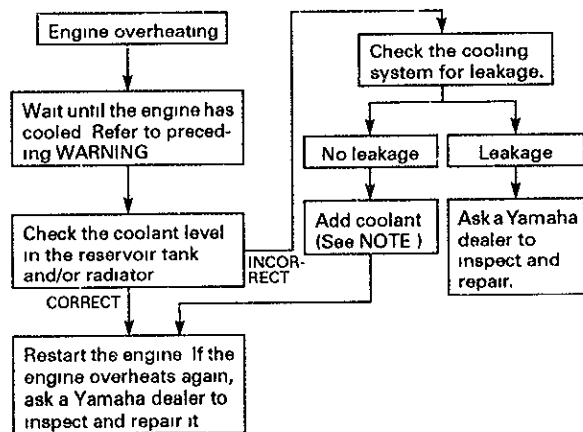 Engine overheating
Wait until the engine has
cooled Refer to preced-
ing WARNING
Check the coolant level
in the reservoir tank
and/or radiator
INCOR-
RECT
CORRECT
Check the cooling
system for leakage.
No leakage
Leakage
Add coolant
(See NOTE )
Ask a Yamaha
dealer to
inspect and
repair.
Restart the engine If the
engine overheats again,
ask a Yamaha dealer to
inspect and repair it